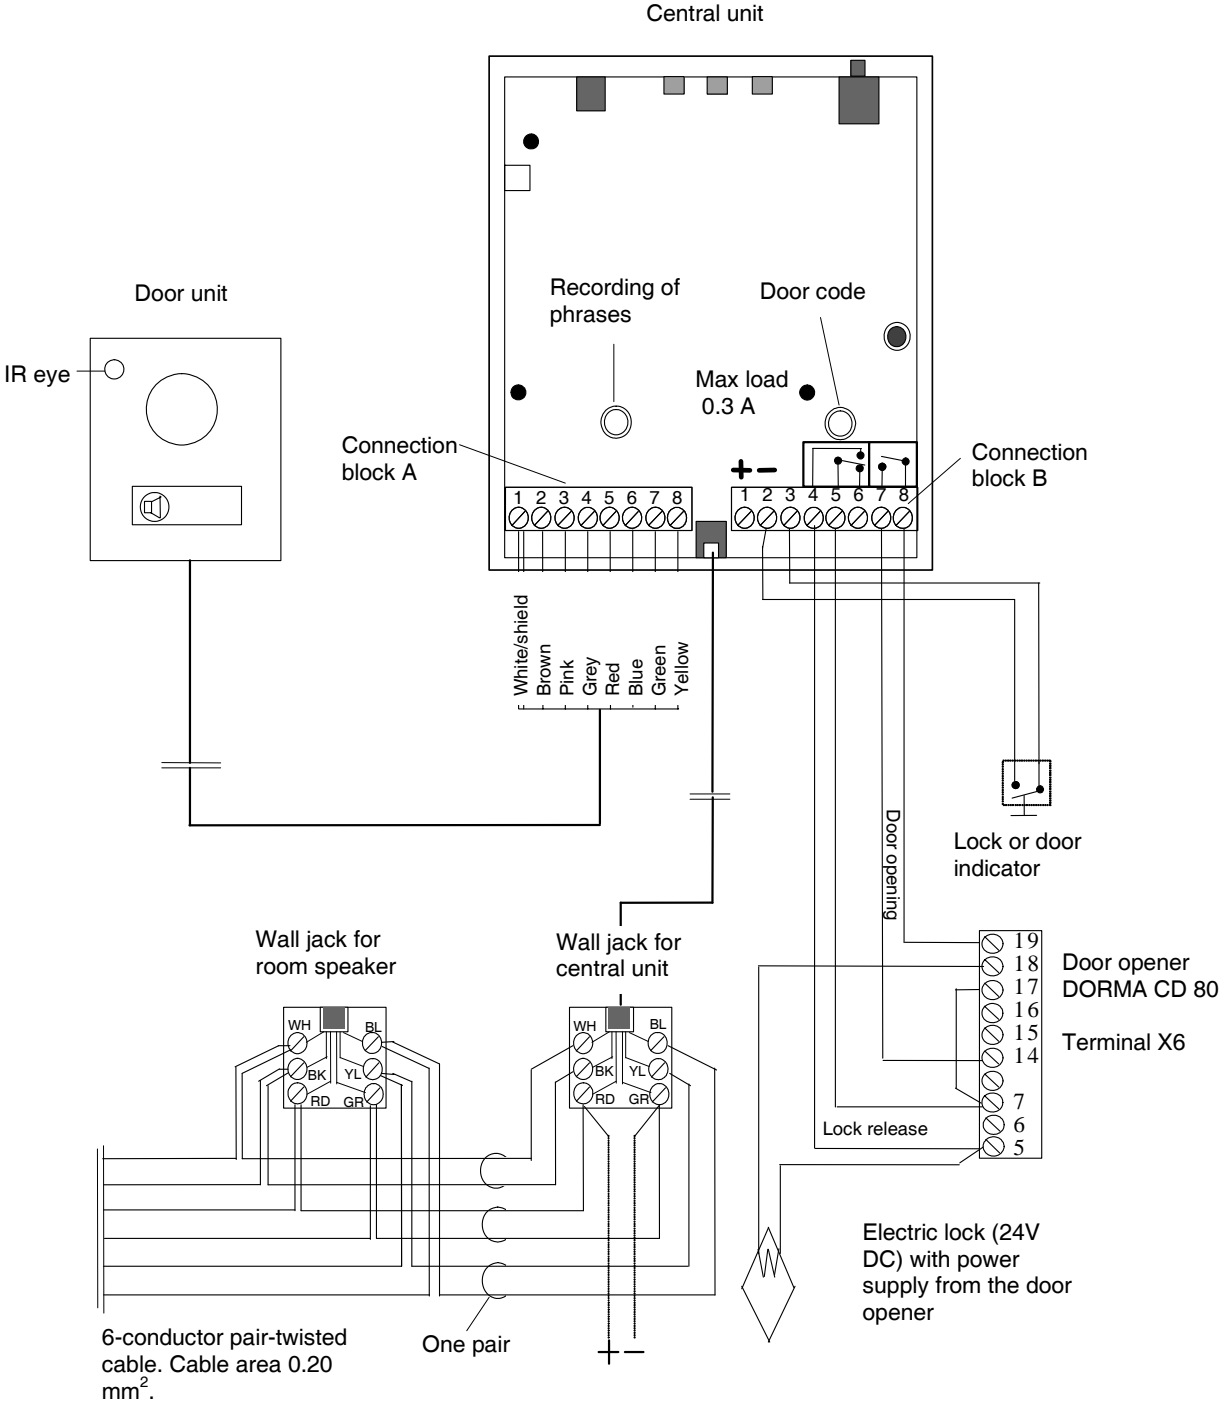 Central unit
Door unit
IR eye
Recording of
phrases
Door code
Max load
0.3 A
Connection
block A
+ −
Connection
block B
1 2 3 4 5 6 7 8
1 2 3 4 5 6 7 8
White/shield
Brown
Pink
Grey
Red
Blue
Green
Yellow
Door opening
Lock or door
indicator
Wall jack for
room speaker
Wall jack for
central unit
WH
BL
BK
YL
RD
GR
WH
BL
BK
YL
RD
GR
19
18
17
16
15
14
7
6
5
Door opener
DORMA CD 80
Terminal X6
Lock release
Electric lock (24V
DC) with power
supply from the door
opener
One pair
+ −
6-conductor pair-twisted
cable. Cable area 0.20
mm².